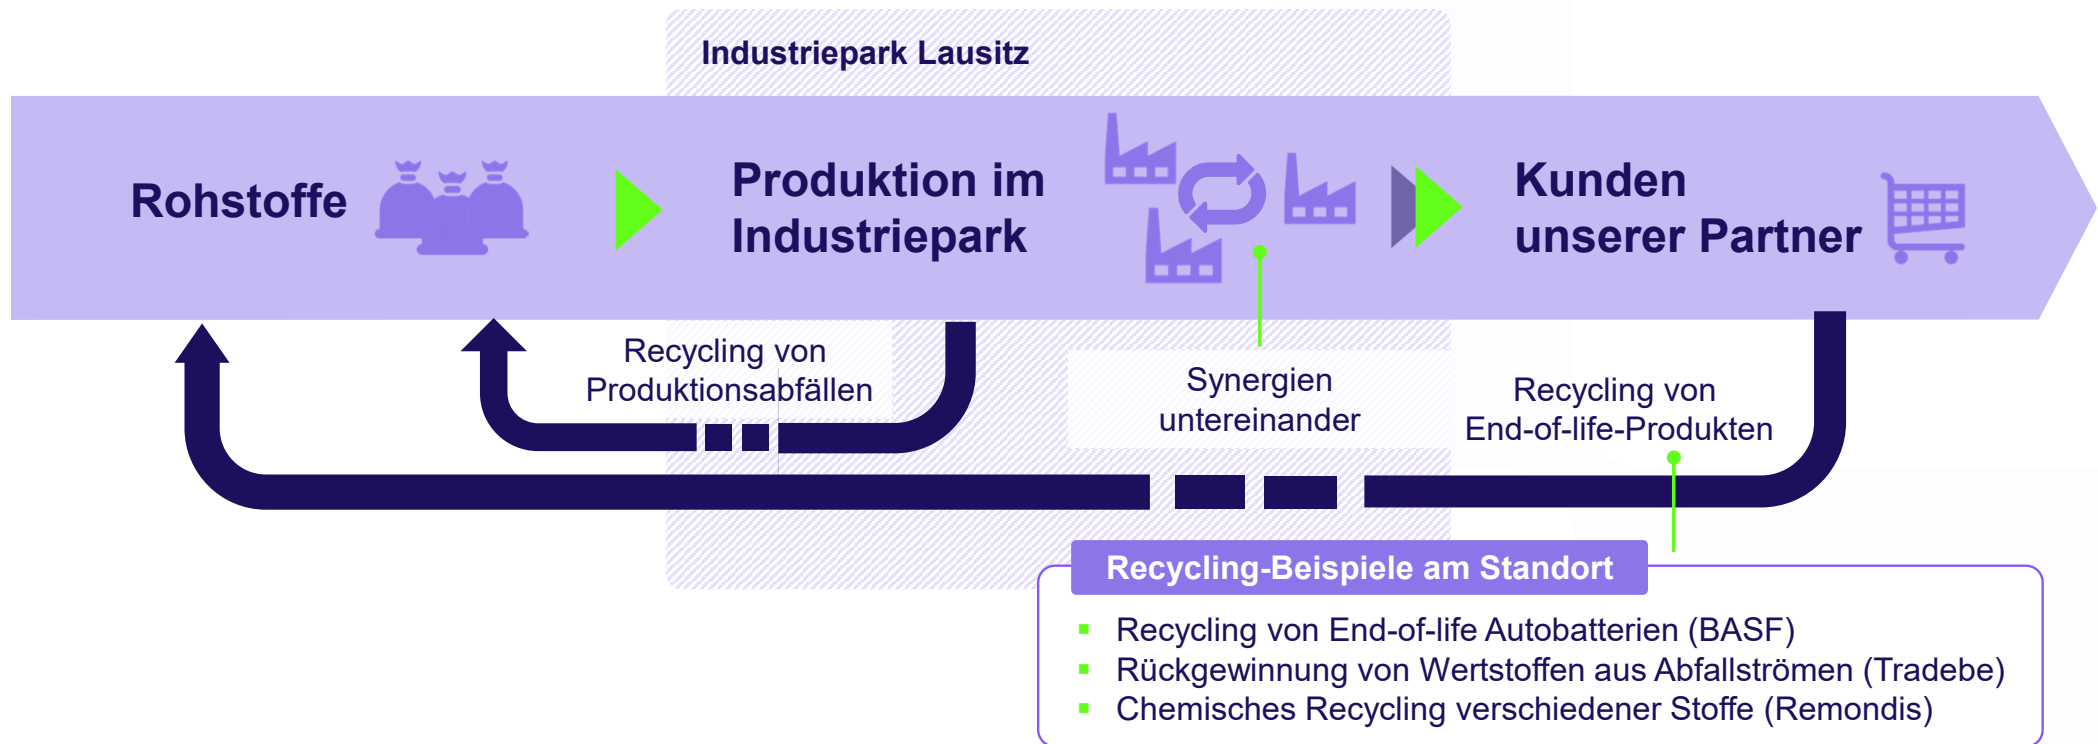 Industriepark Lausitz
Rohstoffe
Produktion im
Industriepark
Kunden
unserer Partner
Recycling von
Produktionsabfällen
Synergien
untereinander
Recycling von
End-of-life-Produkten
Recycling-Beispiele am Standort
Recycling von End-of-life Autobatterien (BASF)
Rückgewinnung von Wertstoffen aus Abfallströmen (Tradebe)
Chemisches Recycling verschiedener Stoffe (Remondis)